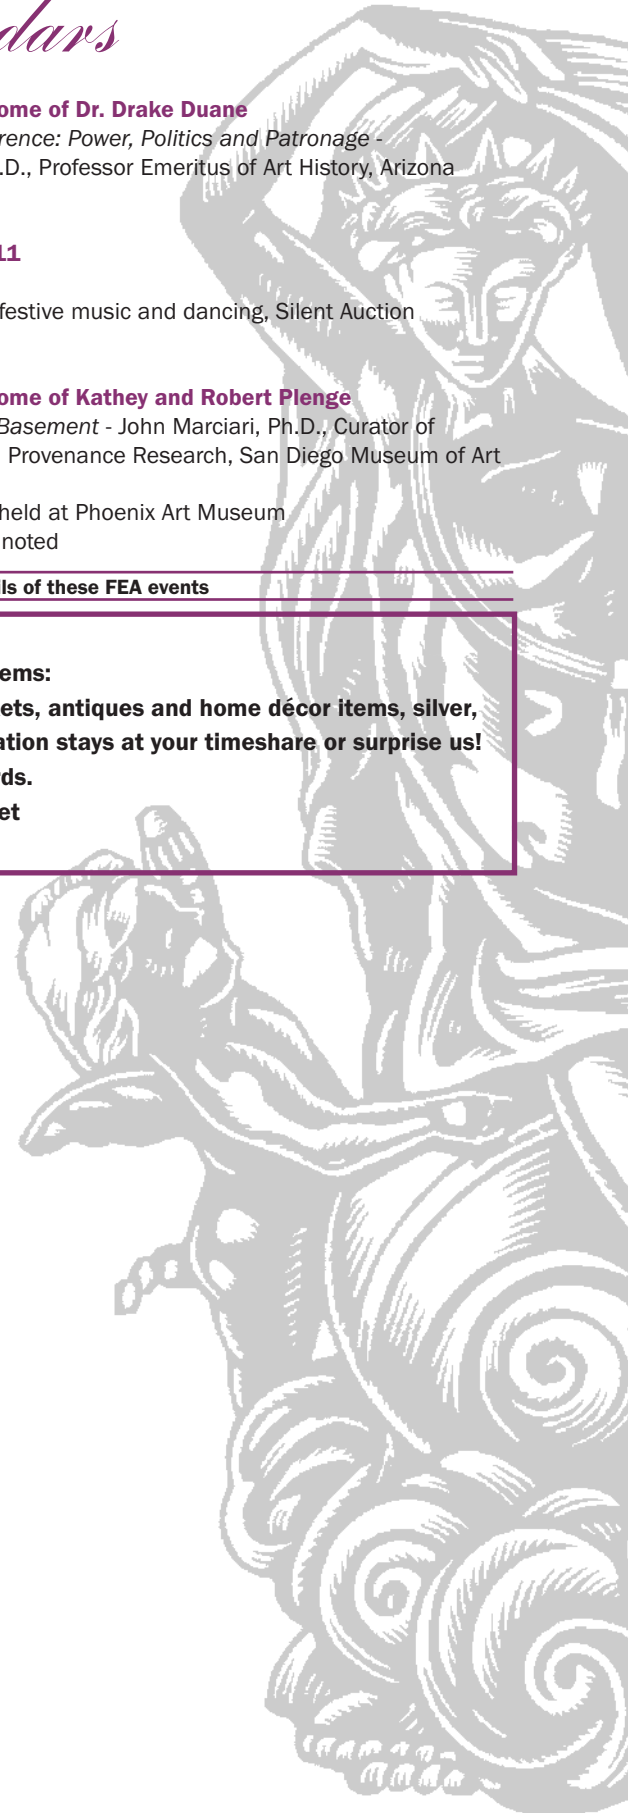 dars
ome of Dr. Drake Duane
rence: Power, Politics and Patronage -
.D., Professor Emeritus of Art History, Arizona
11
festive music and dancing, Silent Auction
ome of Kathey and Robert Plenge
Basement - John Marciari, Ph.D., Curator of
Provenance Research, San Diego Museum of Art
held at Phoenix Art Museum
noted
ls of these FEA events
ems:
ets, antiques and home décor items, silver,
ation stays at your timeshare or surprise us!
ds.
et